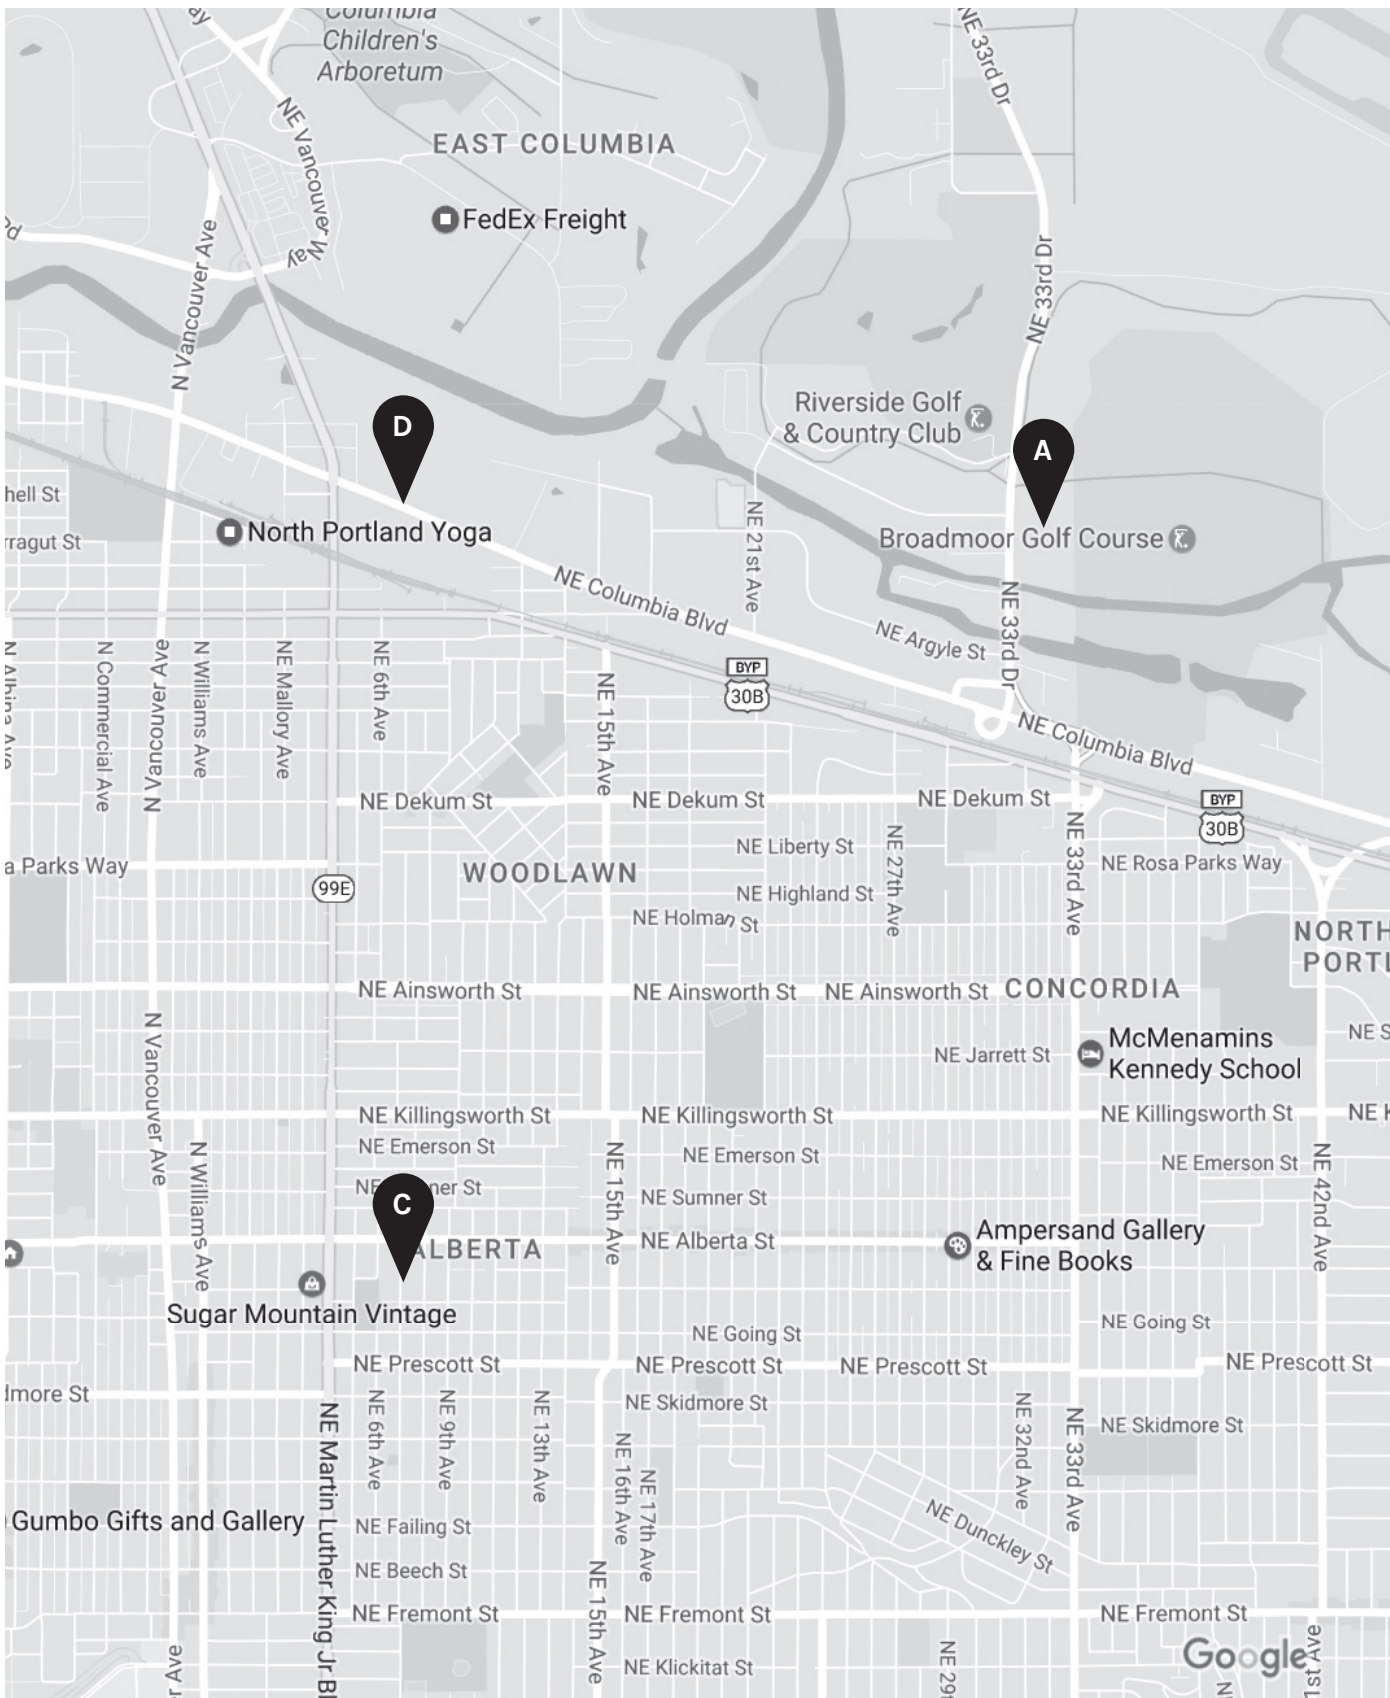 Columbia
Children's
Arboretum
NE 33rd Dr
NE Vancouver Way
EAST COLUMBIA
FedEx Freight
N Vancouver Ave
NE 33rd Dr
Riverside Golf
& Country Club
D
A
North Portland Yoga
Broadmoor Golf Course
NE 21st Ave
NE Columbia Blvd
NE Argyle St
NE 33rd Dr
N Commercial Ave
N Vancouver Ave
N Williams Ave
NE Mallory Ave
NE 6th Ave
NE 15th Ave
BYP
30B
NE Columbia Blvd
NE Dekum St
NE Dekum St
NE Dekum St
BYP
30B
NE Liberty St
NE 27th Ave
NE 33rd Ave
NE Rosa Parks Way
a Parks Way
WOODLAWN
99E
NE Highland St
NE Holman St
NORTH
PORTL
NE Ainsworth St
NE Ainsworth St
NE Ainsworth St
CONCORDIA
N Vancouver Ave
NE Jarrett St
McMenamins
Kennedy School
NE S
NE Killingsworth St
NE Killingsworth St
NE Killingsworth St
NE K
NE Emerson St
NE Emerson St
NE Emerson St
N Williams Ave
NE 15th Ave
NE 42nd Ave
NE Sumner St
C
ALBERTA
NE Alberta St
Ampersand Gallery
& Fine Books
Sugar Mountain Vintage
NE Going St
NE Going St
NE Prescott St
NE Prescott St
NE Prescott St
NE Prescott St
dmore St
NE Skidmore St
NE Skidmore St
NE Martin Luther King Jr Bl
NE 6th Ave
NE 9th Ave
NE 13th Ave
NE 16th Ave
NE 17th Ave
NE 32nd Ave
NE 33rd Ave
Gumbo Gifts and Gallery
NE Failing St
NE Dunckley St
NE Beech St
NE 15th Ave
NE Fremont St
NE Fremont St
NE Fremont St
NE Klickitat St
NE 29t
Google